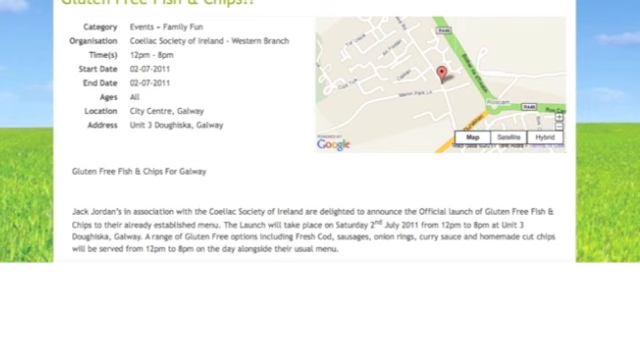 Gluten Free Fish & Chips!!
Category Events - Family Fun
Organisation Coeliac Society of Ireland - Western Branch
Time(s) 12pm - 8pm
Start Date 02-07-2011
End Date 02-07-2011
Ages All
Location City Centre, Galway
Address Unit 3 Doughiska, Galway
Map Satellite Hybrid
Roscam
POWERED BY
Google
Gluten Free Fish & Chips For Galway
Jack Jordan's in association with the Coeliac Society of Ireland are delighted to announce the Official launch of Gluten Free Fish &
Chips to their already established menu. The Launch will take place on Saturday 2nd July 2011 from 12pm to 8pm at Unit 3
Doughiska, Galway. A range of Gluten Free options including Fresh Cod, sausages, onion rings, curry sauce and homemade cut chips
will be served from 12pm to 8pm on the day alongside their usual menu.